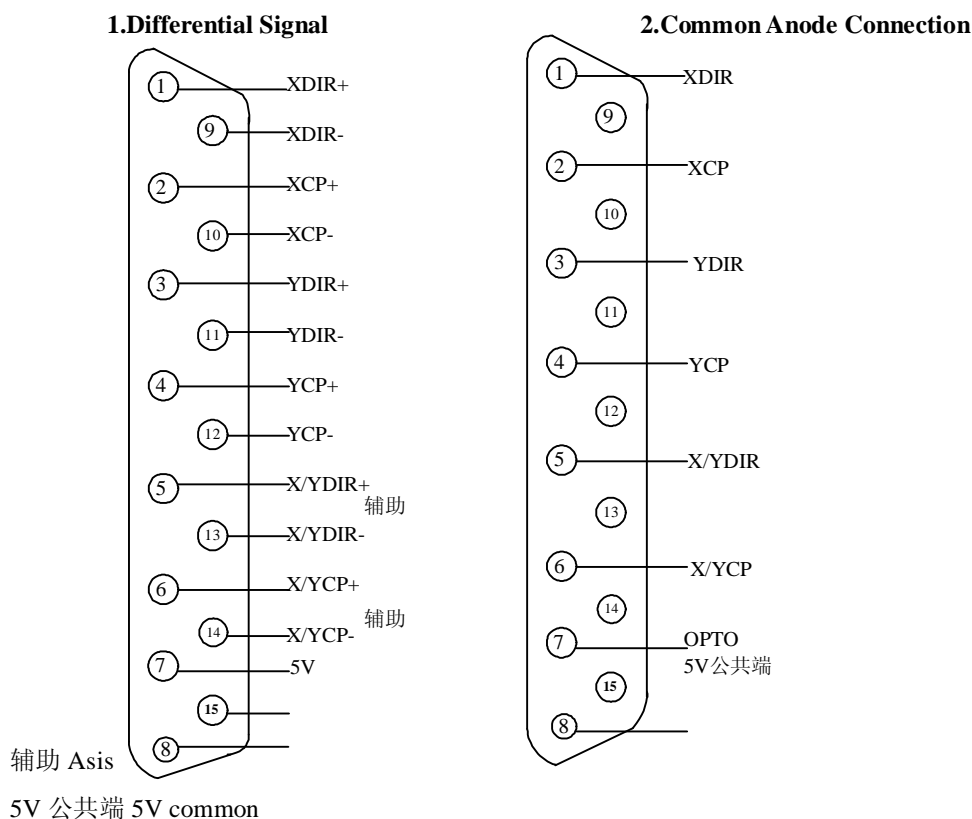 1.Differential Signal
1 XDIR+
9 XDIR-
2 XCP+
10 XCP-
3 YDIR+
11 YDIR-
4 YCP+
12 YCP-
5 X/YDIR+
辅助
13 X/YDIR-
6 X/YCP+
辅助
14 X/YCP-
7 5V
15
8
辅助 Asis
5V 公共端 5V common
2.Common Anode Connection
1 XDIR
9
2 XCP
10
3 YDIR
11
4 YCP
12
5 X/YDIR
13
6 X/YCP
14
7 OPTO
5V公共端
15
8